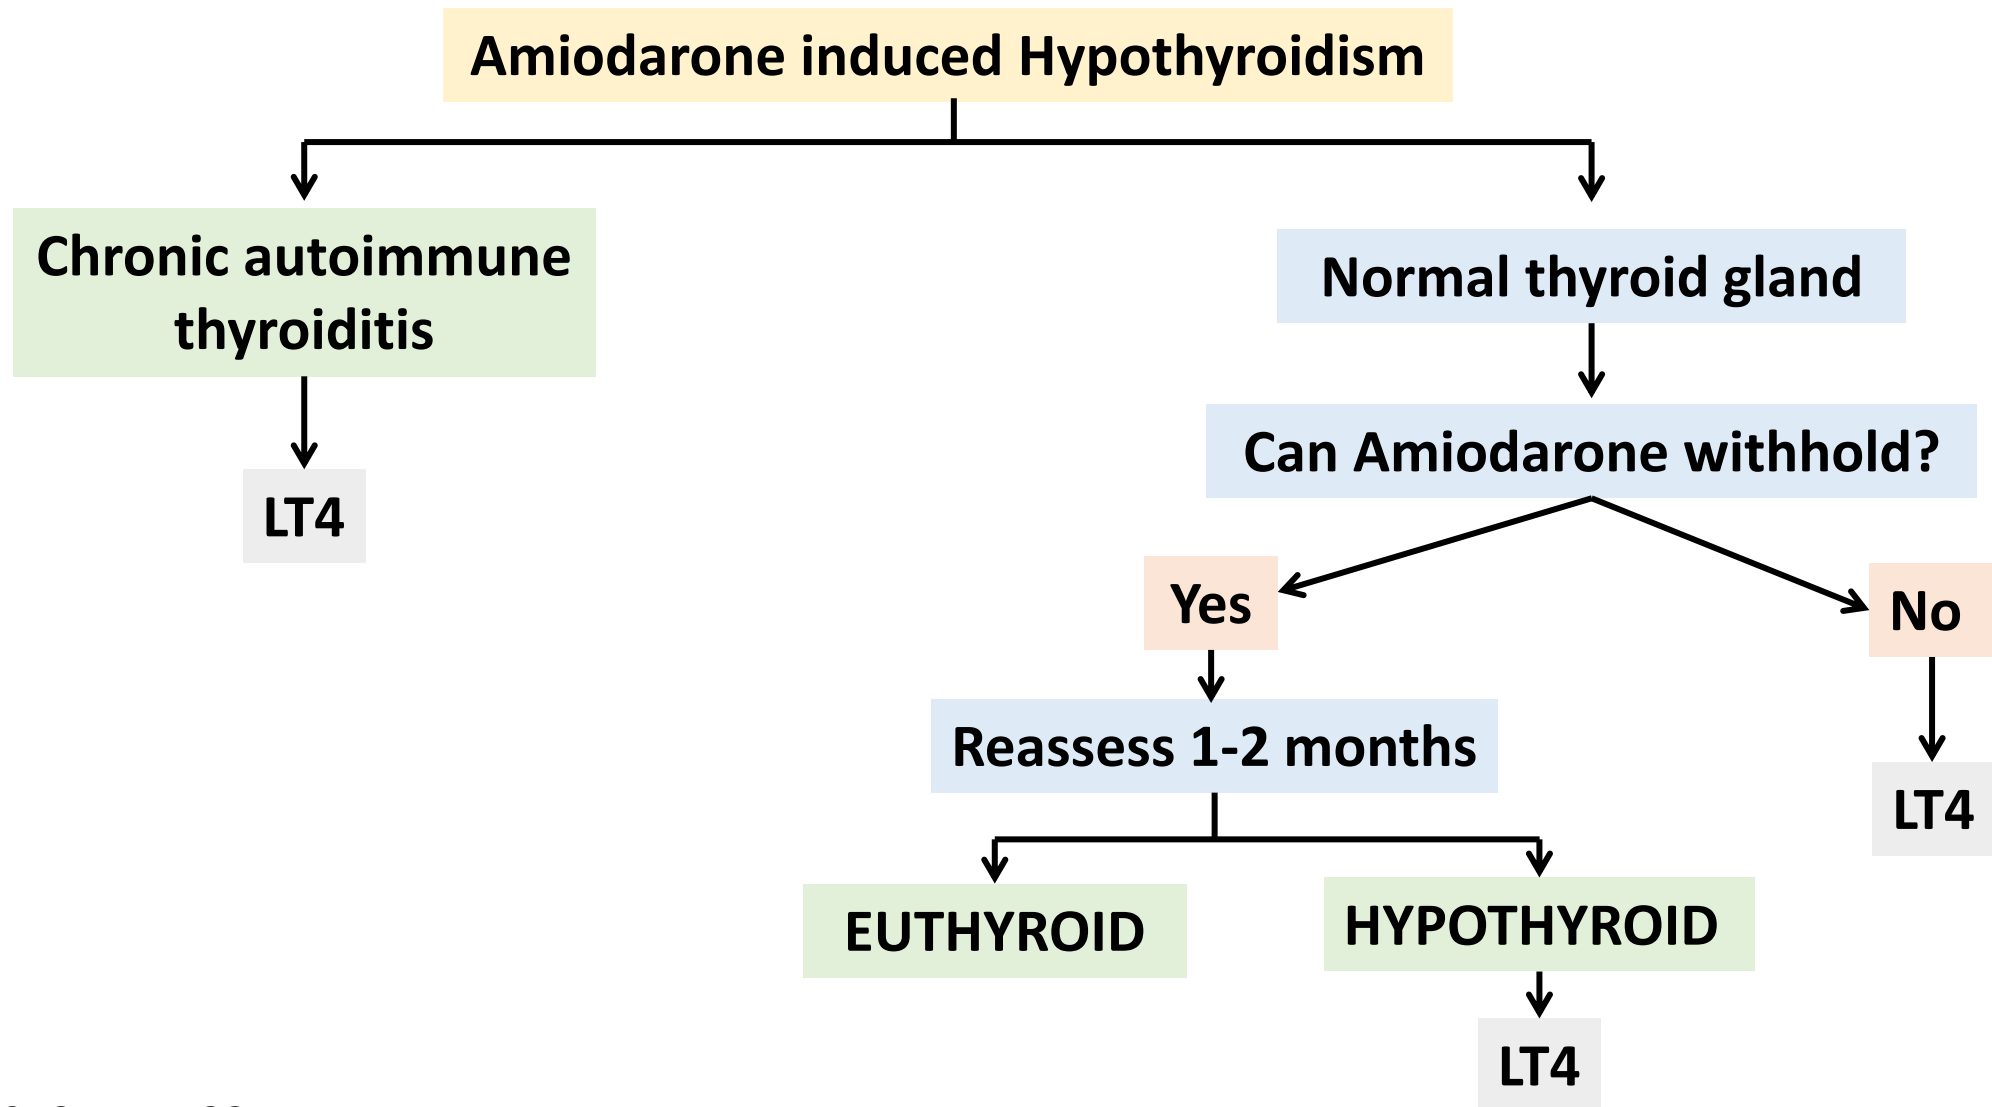 Amiodarone induced Hypothyroidism
Chronic autoimmune
thyroiditis
Normal thyroid gland
Can Amiodarone withhold?
LT4
Yes
No
Reassess 1-2 months
LT4
EUTHYROID
HYPOTHYROID
LT4